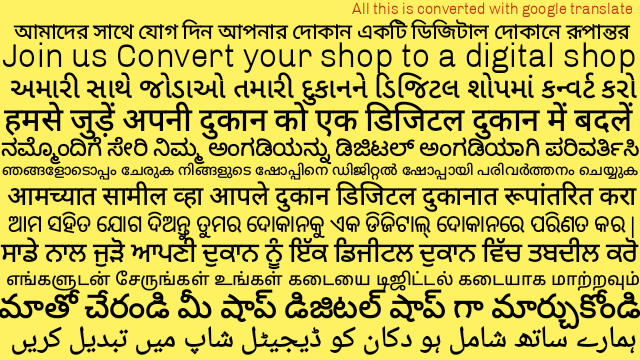 All this is converted with google translate
আমাদের সাথে যোগ দিন আপনার দোকান একটি ডিজিটাল দোকানে রূপান্তর
Join us Convert your shop to a digital shop
અમારી સાથે જોડાઓ તમારી દુકાનને ડિજિટલ શોપમાં કન્વર્ટ કરો
हमसे जुड़ें अपनी दुकान को एक डिजिटल दुकान में बदलें
ನಮ್ಮೊಂದಿಗೆ ಸೇರಿ ನಿಮ್ಮ ಅಂಗಡಿಯನ್ನು ಡಿಜಿಟಲ್ ಅಂಗಡಿಯಾಗಿ ಪರಿವರ್ತಿಸಿ
ഞങ്ങളോടൊപ്പം ചേരുക നിങ്ങളുടെ ഷോപ്പിനെ ഡിജിറ്റൽ ഷോപ്പായി പരിവർത്തനം ചെയ്യുക
आमच्यात सामील व्हा आपले दुकान डिजिटल दुकानात रूपांतरित करा
ଆମ ସହିତ ଯୋଗ ଦିଅନ୍ତୁ ତୁମର ଦୋକାନକୁ ଏକ ଡିଜିଟାଲ୍ ଦୋକାନରେ ପରିଣତ କର |
ਸਾਡੇ ਨਾਲ ਜੁੜੋ ਆਪਣੀ ਦੁਕਾਨ ਨੂੰ ਇੱਕ ਡਿਜੀਟਲ ਦੁਕਾਨ ਵਿੱਚ ਤਬਦੀਲ ਕਰੋ
எங்களுடன் சேருங்கள் உங்கள் கடையை டிஜிட்டல் கடையாக மாற்றவும்
మాతో చేరండి మీ షాప్ డిజిటల్ షాప్ గా మార్చుకోండి
ہمارے ساتھ شامل ہو دکان کو ڈیجیٹل شاپ میں تبدیل کریں